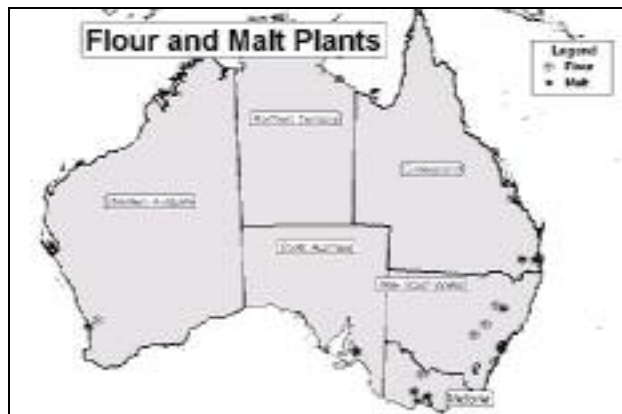 Flour and Malt Plants
Legend
Flour
Malt
Northern Territory
Queensland
Western Australia
South Australia
New South Wales
Victoria